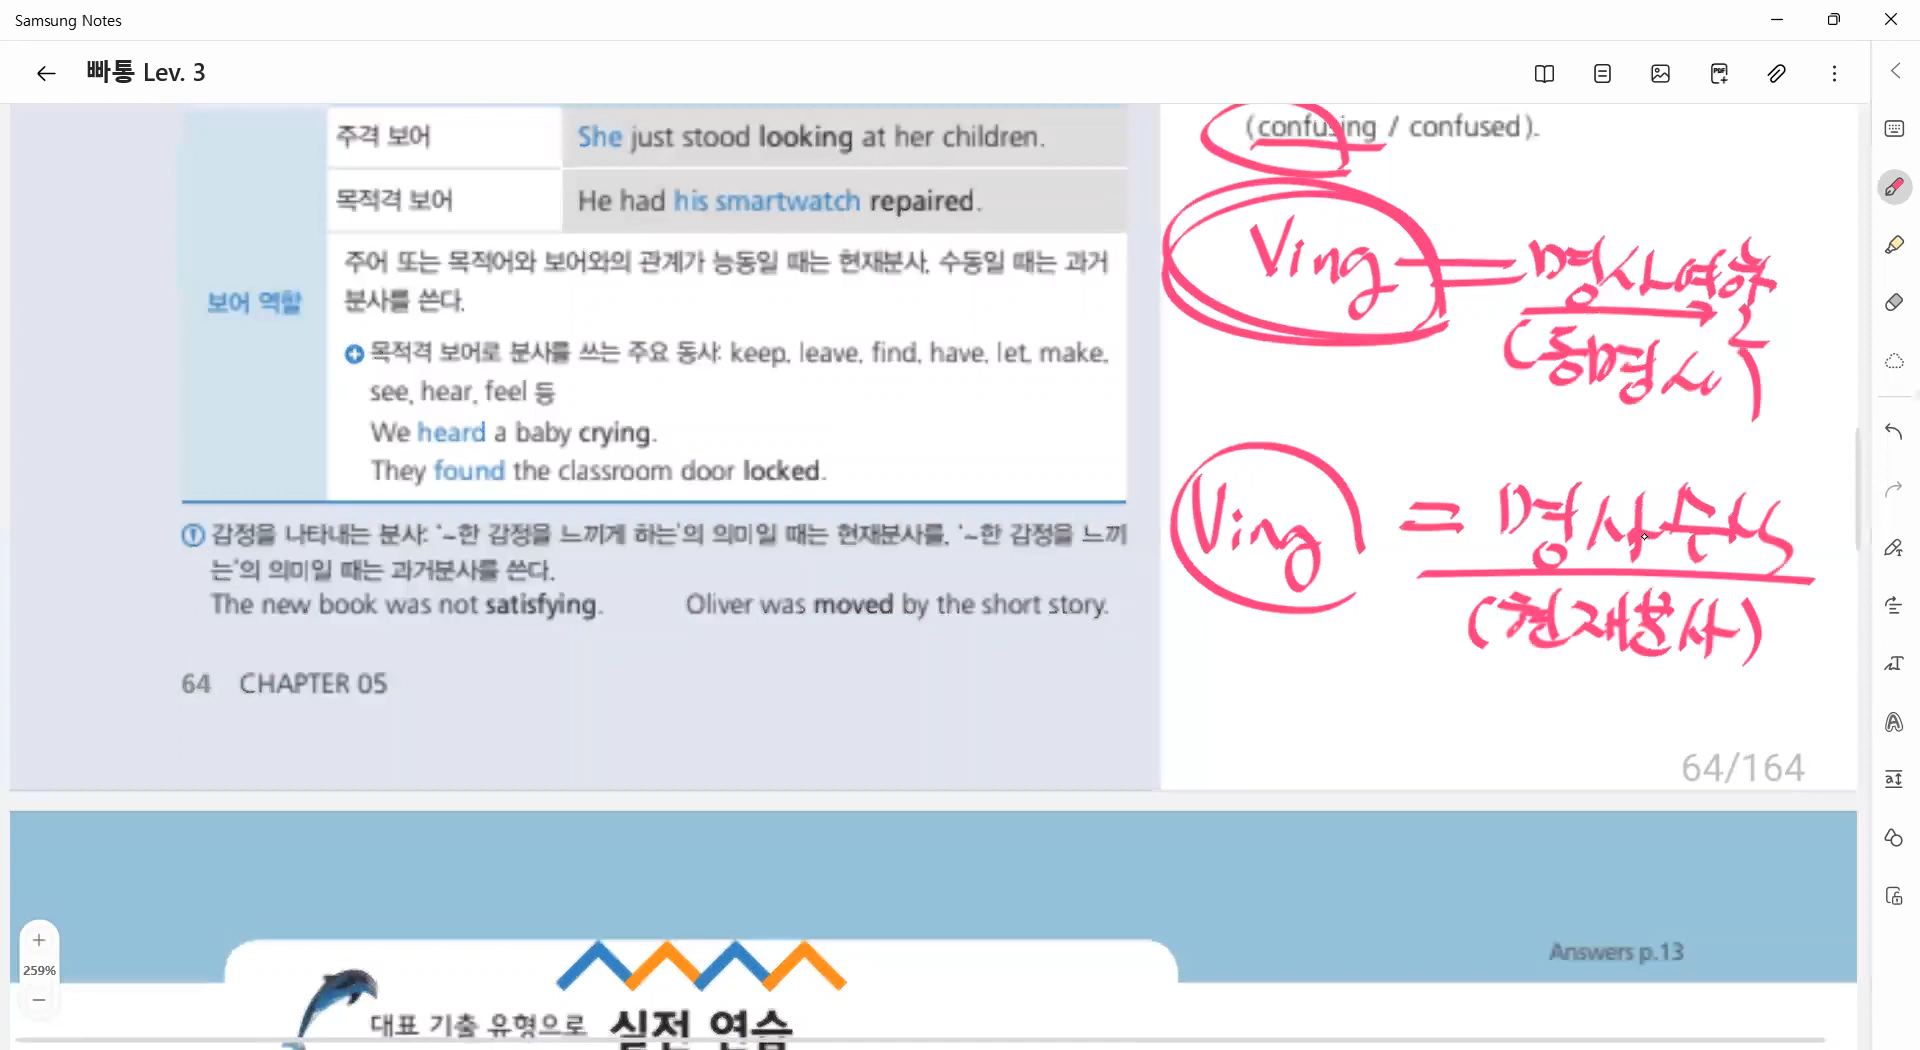 Samsung Notes
빠통 Lev. 3
주격 보어
She just stood looking at her children.
목적격 보어
He had his smartwatch repaired.
보어 역할
주어 또는 목적어와 보어와의 관계가 능동일 때는 현재분사, 수동일 때는 과거
분사를 쓴다.
목적격 보어로 분사를 쓰는 주요 동사: keep, leave, find, have, let, make,
see, hear, feel 등
We heard a baby crying.
They found the classroom door locked.
감정을 나타내는 분사: '~한 감정을 느끼게 하는'의 의미일 때는 현재분사를, '~한 감정을 느끼
는'의 의미일 때는 과거분사를 쓴다.
The new book was not satisfying. Oliver was moved by the short story.
64 CHAPTER 05
(confusing / confused).
Ving = 명사역할
(동명사)
Ving = 명사수식
(현재분사)
64/164
Answers p.13
대표 기출 유형으로 실전 연습
259%